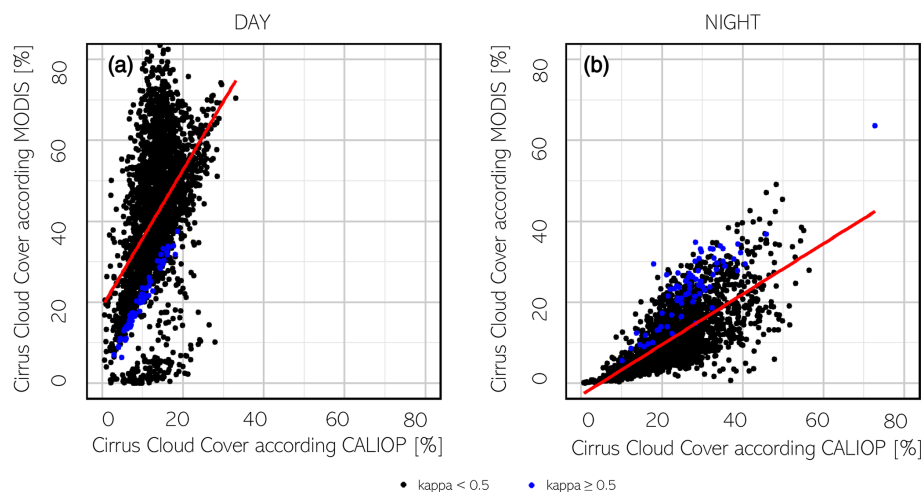 DAY
NIGHT
(a)
(b)
Cirrus Cloud Cover according MODIS [%]
80
60
40
20
0
0 20 40 60 80
Cirrus Cloud Cover according CALIOP [%]
Cirrus Cloud Cover according MODIS [%]
80
60
40
20
0
0 20 40 60 80
Cirrus Cloud Cover according CALIOP [%]
kappa < 0.5 kappa ≥ 0.5